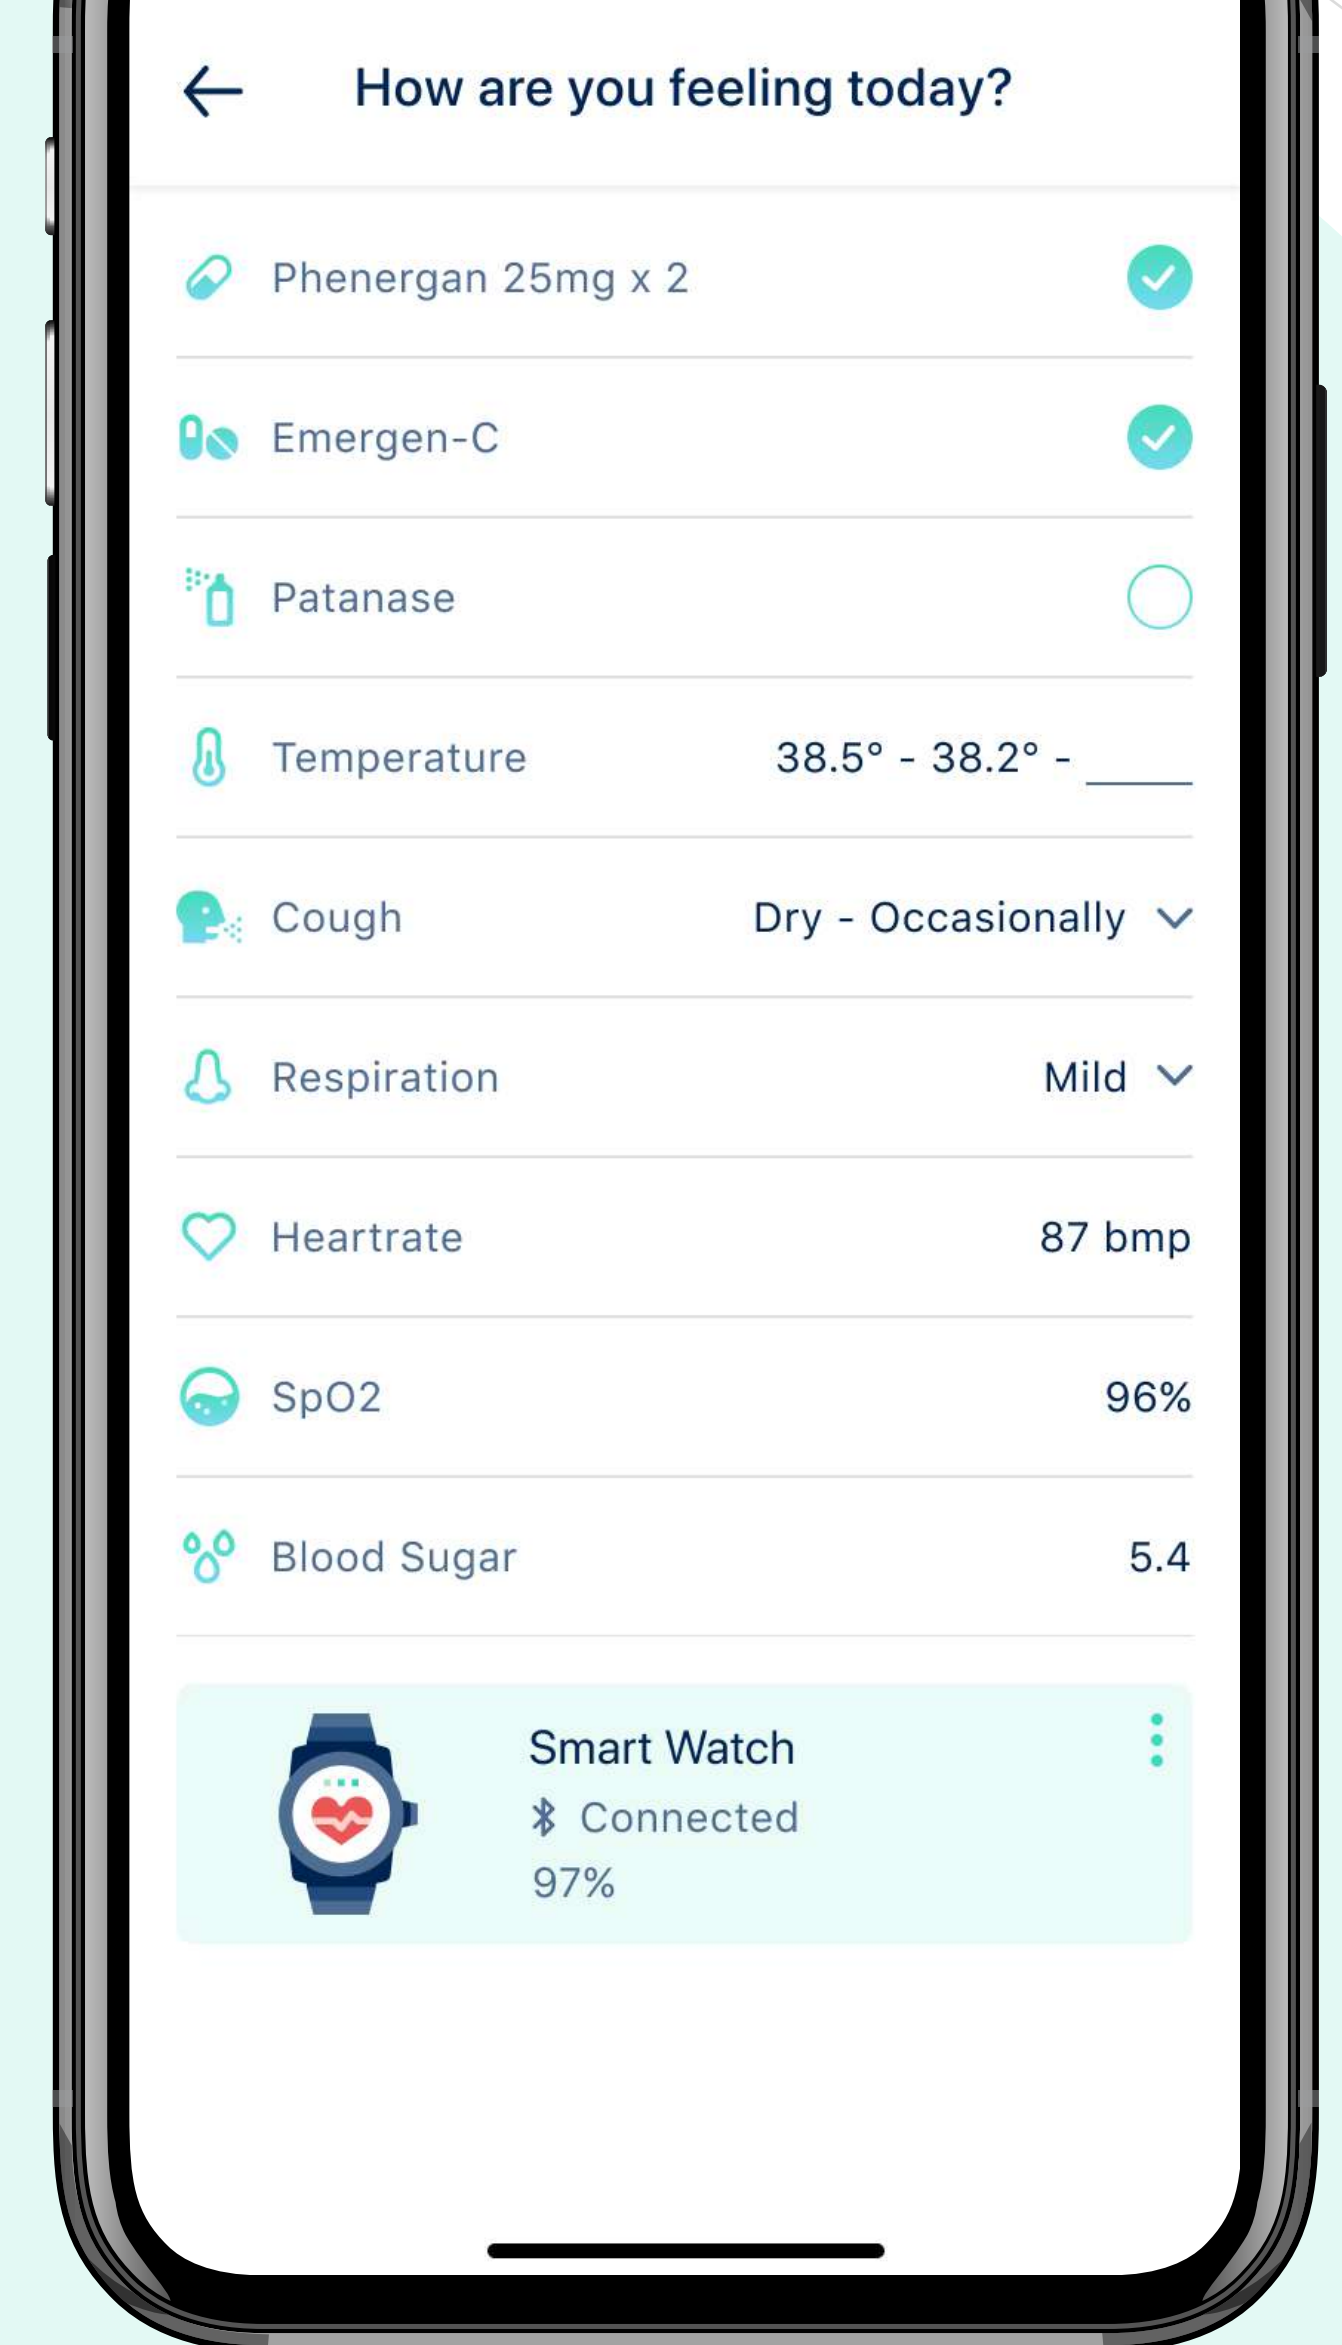 How are you feeling today?
Phenergan 25mg x 2
Emergen-C
Patanase
Temperature 38.5° - 38.2° - _____
Cough Dry - Occasionally
Respiration Mild
Heartrate 87 bmp
SpO2 96%
Blood Sugar 5.4
Smart Watch
Connected
97%